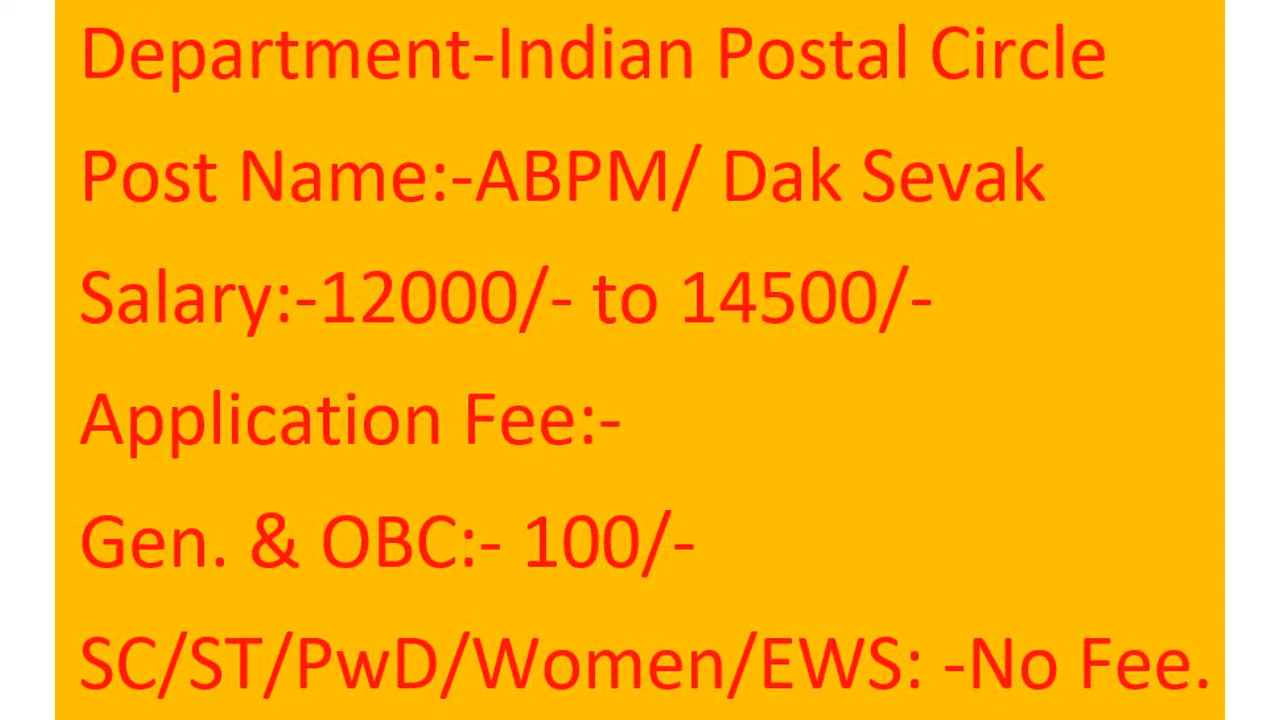 Department-Indian Postal Circle
Post Name:-ABPM/ Dak Sevak
Salary:-12000/- to 14500/-
Application Fee:-
Gen. & OBC:- 100/-
SC/ST/PwD/Women/EWS: -No Fee.